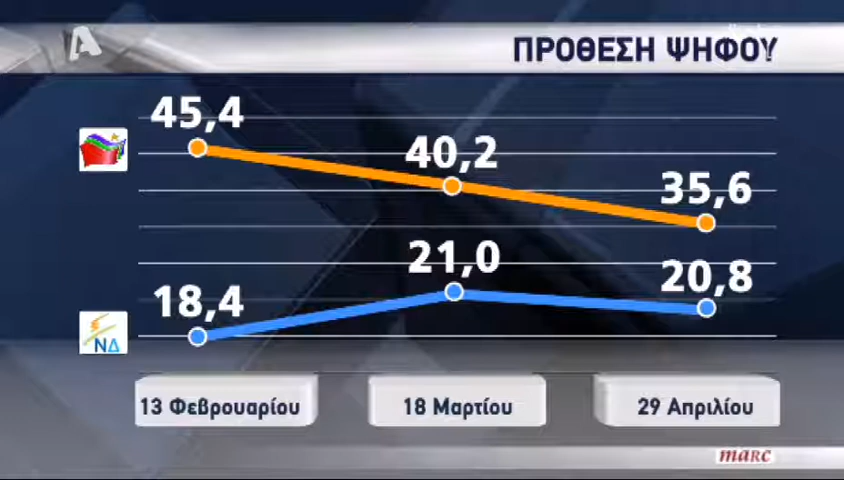 ΠΡΟΘΕΣΗ ΨΗΦΟΥ
45,4
40,2
35,6
18,4
21,0
20,8
ΝΔ
13 Φεβρουαρίου
18 Μαρτίου
29 Απριλίου
marc